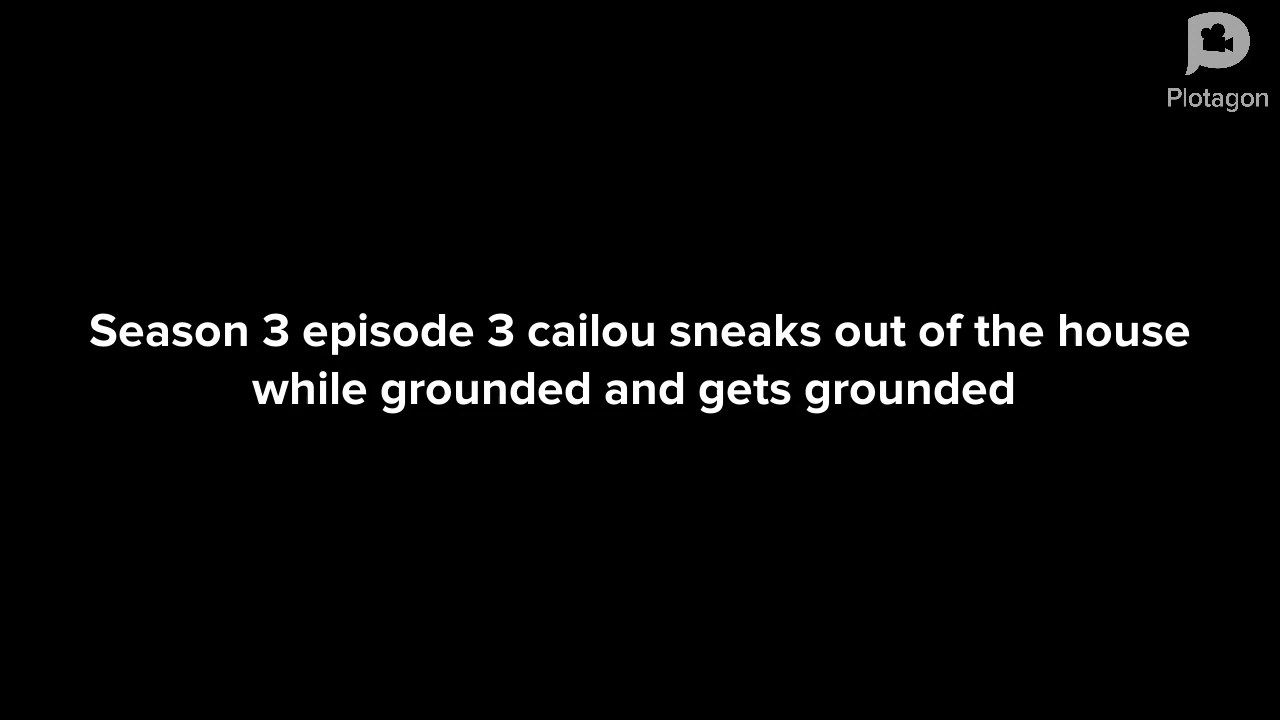 Plotagon
Season 3 episode 3 cailou sneaks out of the house
while grounded and gets grounded